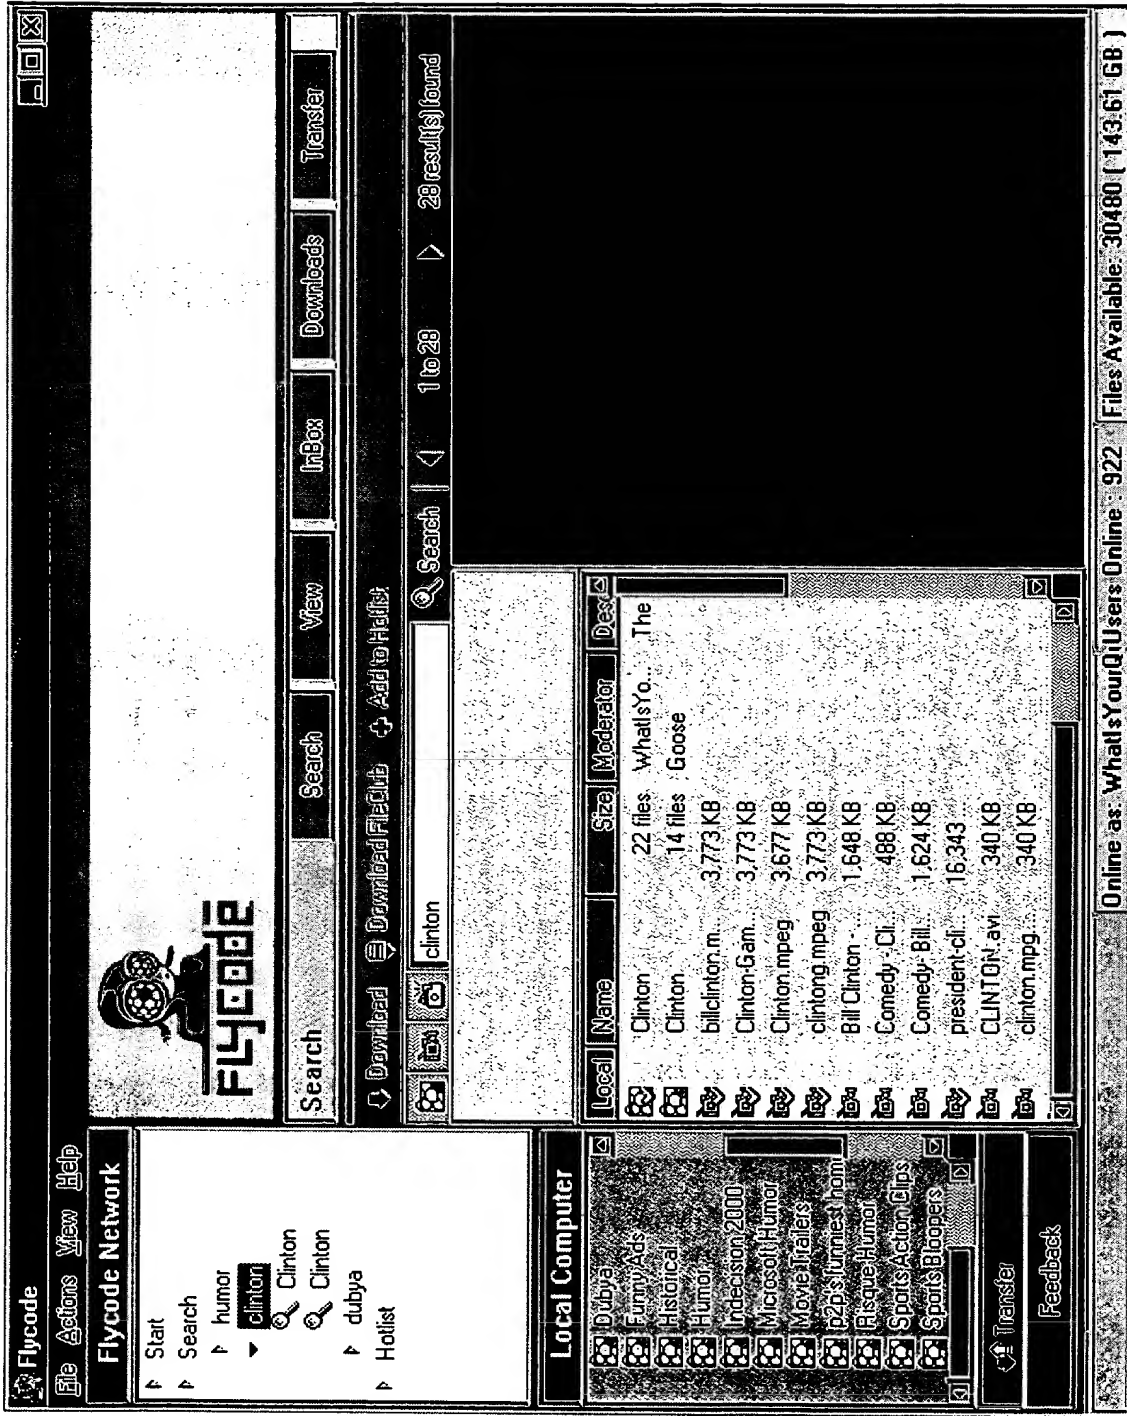 Flycode
File Actions View Help
Flycode Network
Start
Search
humor
clinton
Clinton
Clinton
dubya
Hotlist
Local Computer
Dubya
Funny Ads
Historical
Humor
Indecision 2000
Microsoft Humor
Movie Trailers
p2p's funnest hom
Risque Humor
Sports Action Clips
Sports Bloopers
Transfer
Feedback
FLYCODE
Search Search View InBox Downloads Transfer
Download Download FileClub Add to Hotlist
clinton Search 1 to 28 28 result(s) found
Local Name Size Moderator Des
Clinton 22 files WhatIsYo... The
Clinton 14 files Goose
billclinton.m... 3,773 KB
Clinton-Gam... 3,773 KB
Clinton.mpeg 3,677 KB
clintong.mpeg 3,773 KB
Bill Clinton - ... 1,648 KB
Comedy - Cli... 488 KB
Comedy- Bill... 1,624 KB
president-cli... 16,343
CLINTON.avi 340 KB
clinton.mpg... 340 KB
Online as: WhatIsYourQi Users Online : 922 Files Available: 30480 ( 143.61 GB )